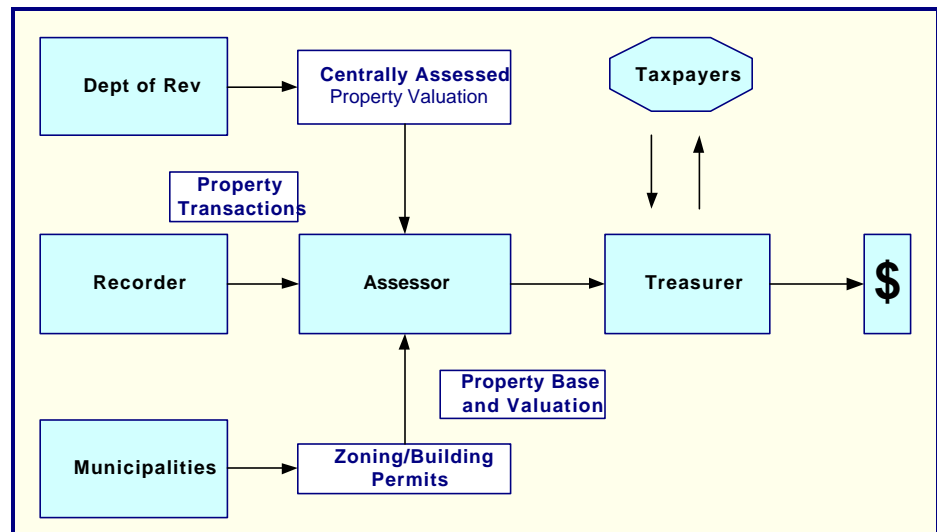 Dept of Rev
Centrally Assessed
Property Valuation
Taxpayers
Property
Transactions
Recorder
Assessor
Treasurer
$
Property Base
and Valuation
Municipalities
Zoning/Building
Permits